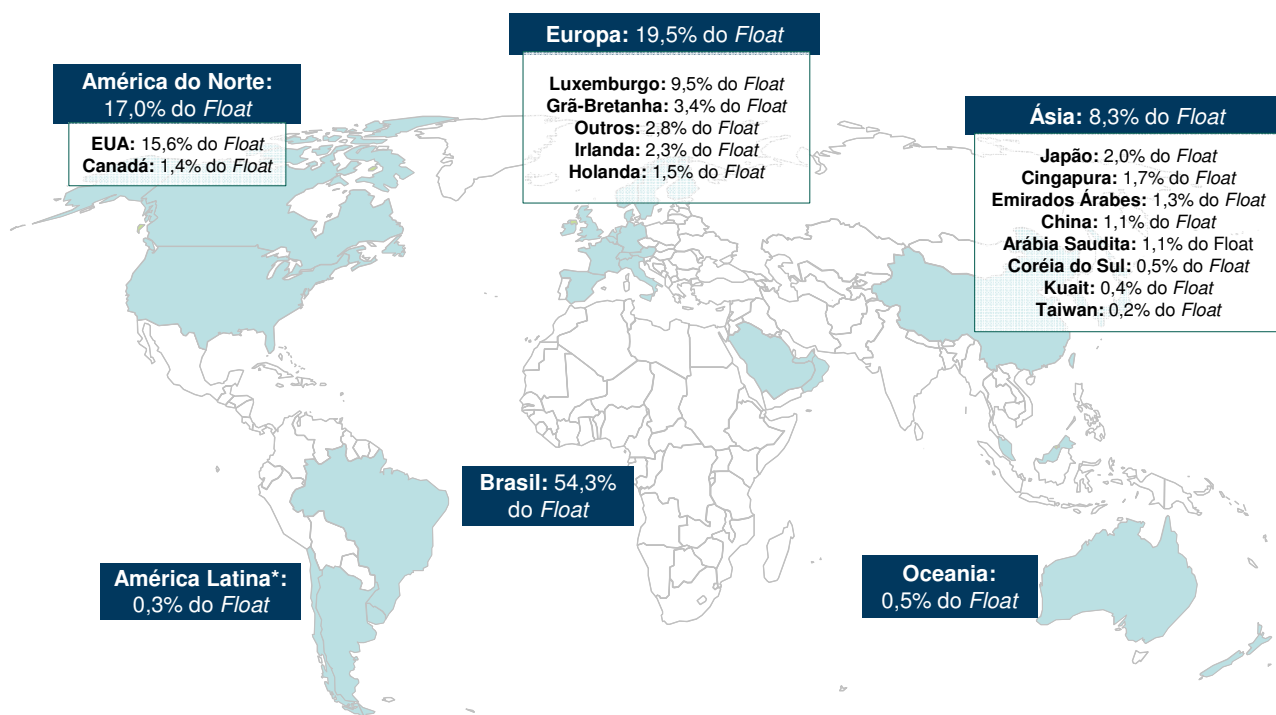 América do Norte:
17,0% do Float
EUA: 15,6% do Float
Canadá: 1,4% do Float
Europa: 19,5% do Float
Luxemburgo: 9,5% do Float
Grã-Bretanha: 3,4% do Float
Outros: 2,8% do Float
Irlanda: 2,3% do Float
Holanda: 1,5% do Float
Ásia: 8,3% do Float
Japão: 2,0% do Float
Cingapura: 1,7% do Float
Emirados Árabes: 1,3% do Float
China: 1,1% do Float
Arábia Saudita: 1,1% do Float
Coréia do Sul: 0,5% do Float
Kuait: 0,4% do Float
Taiwan: 0,2% do Float
Brasil: 54,3%
do Float
América Latina*:
0,3% do Float
Oceania:
0,5% do Float